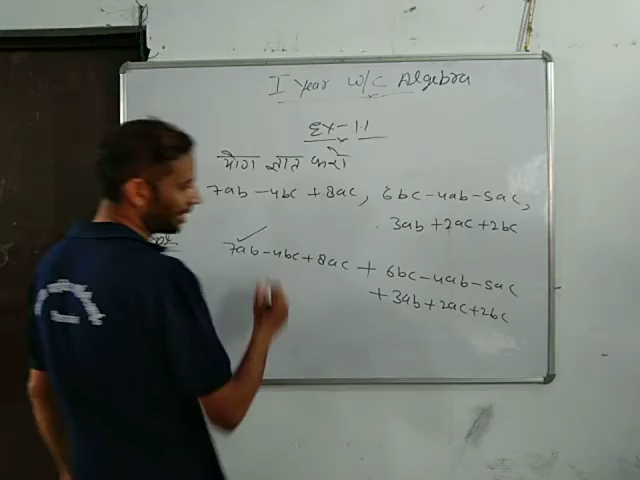 I Year W/C Algebra
Ex-1.1
योग ज्ञात करो
7ab-4bc+8ac, 6bc-4ab-5ac,
3ab+2ac+2bc
7ab-4bc+8ac + 6bc-4ab-5ac
+3ab+2ac+2bc